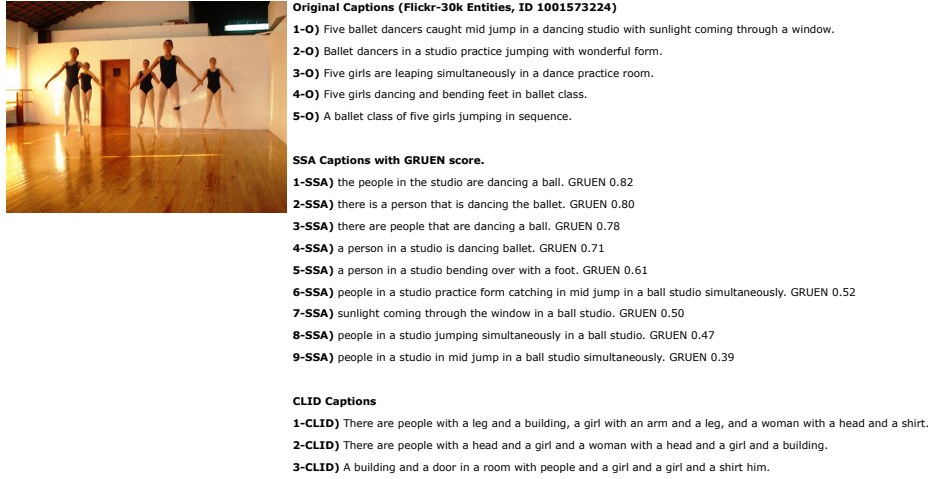 Original Captions (Flickr-30k Entities, ID 1001573224)
1-O) Five ballet dancers caught mid jump in a dancing studio with sunlight coming through a window.
2-O) Ballet dancers in a studio practice jumping with wonderful form.
3-O) Five girls are leaping simultaneously in a dance practice room.
4-O) Five girls dancing and bending feet in ballet class.
5-O) A ballet class of five girls jumping in sequence.
SSA Captions with GRUEN score.
1-SSA) the people in the studio are dancing a ball. GRUEN 0.82
2-SSA) there is a person that is dancing the ballet. GRUEN 0.80
3-SSA) there are people that are dancing a ball. GRUEN 0.78
4-SSA) a person in a studio is dancing ballet. GRUEN 0.71
5-SSA) a person in a studio bending over with a foot. GRUEN 0.61
6-SSA) people in a studio practice form catching in mid jump in a ball studio simultaneously. GRUEN 0.52
7-SSA) sunlight coming through the window in a ball studio. GRUEN 0.50
8-SSA) people in a studio jumping simultaneously in a ball studio. GRUEN 0.47
9-SSA) people in a studio in mid jump in a ball studio simultaneously. GRUEN 0.39
CLID Captions
1-CLID) There are people with a leg and a building, a girl with an arm and a leg, and a woman with a head and a shirt.
2-CLID) There are people with a head and a girl and a woman with a head and a girl and a building.
3-CLID) A building and a door in a room with people and a girl and a girl and a shirt him.